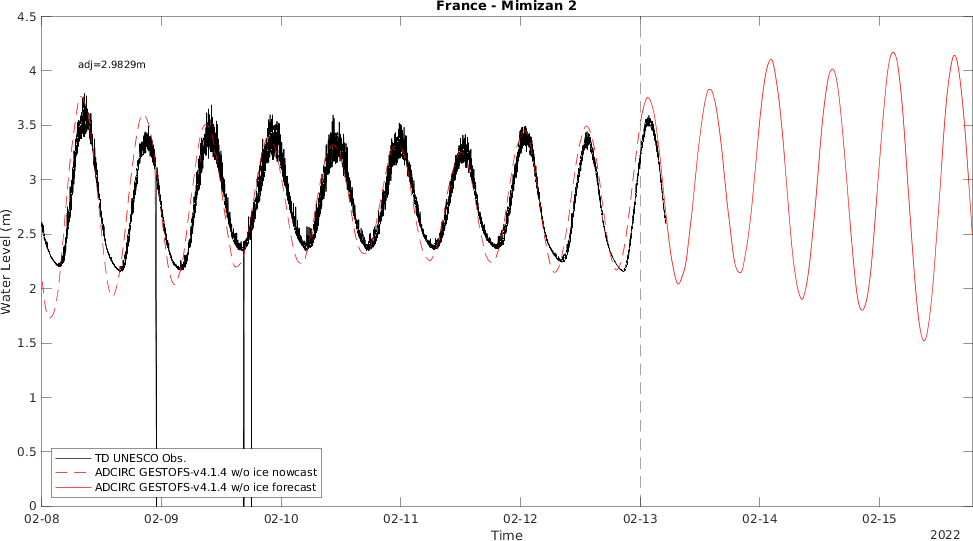 France - Mimizan 2
adj=2.9829m
Water Level (m)
4.5
4
3.5
3
2.5
2
1.5
1
0.5
0
TD UNESCO Obs.
ADCIRC GESTOFS-v4.1.4 w/o ice nowcast
ADCIRC GESTOFS-v4.1.4 w/o ice forecast
02-08 02-09 02-10 02-11 02-12 02-13 02-14 02-15
Time
2022